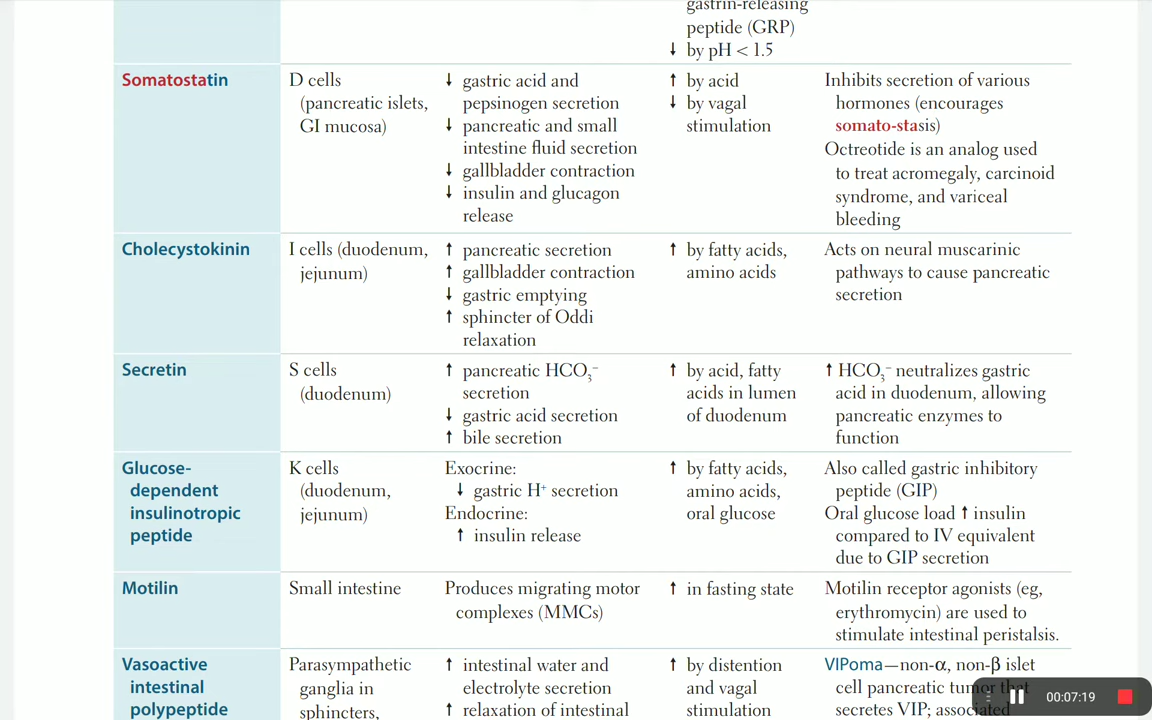 gastrin-releasing
peptide (GRP)
↓ by pH < 1.5
Somatostatin
D cells
(pancreatic islets,
GI mucosa)
↓ gastric acid and
pepsinogen secretion
↓ pancreatic and small
intestine fluid secretion
↓ gallbladder contraction
↓ insulin and glucagon
release
↑ by acid
↓ by vagal
stimulation
Inhibits secretion of various
hormones (encourages
somato-stasis)
Octreotide is an analog used
to treat acromegaly, carcinoid
syndrome, and variceal
bleeding
Cholecystokinin
I cells (duodenum,
jejunum)
↑ pancreatic secretion
↑ gallbladder contraction
↓ gastric emptying
↑ sphincter of Oddi
relaxation
↑ by fatty acids,
amino acids
Acts on neural muscarinic
pathways to cause pancreatic
secretion
Secretin
S cells
(duodenum)
↑ pancreatic HCO₃⁻
secretion
↓ gastric acid secretion
↑ bile secretion
↑ by acid, fatty
acids in lumen
of duodenum
↑ HCO₃⁻ neutralizes gastric
acid in duodenum, allowing
pancreatic enzymes to
function
Glucose-
dependent
insulinotropic
peptide
K cells
(duodenum,
jejunum)
Exocrine:
↓ gastric H⁺ secretion
Endocrine:
↑ insulin release
↑ by fatty acids,
amino acids,
oral glucose
Also called gastric inhibitory
peptide (GIP)
Oral glucose load ↑ insulin
compared to IV equivalent
due to GIP secretion
Motilin
Small intestine
Produces migrating motor
complexes (MMCs)
↑ in fasting state
Motilin receptor agonists (eg,
erythromycin) are used to
stimulate intestinal peristalsis.
Vasoactive
intestinal
polypeptide
Parasympathetic
ganglia in
sphincters,
↑ intestinal water and
electrolyte secretion
↑ relaxation of intestinal
↑ by distention
and vagal
stimulation
VIPoma—non-α, non-β islet
cell pancreatic tumor that
secretes VIP; associated
00:07:19